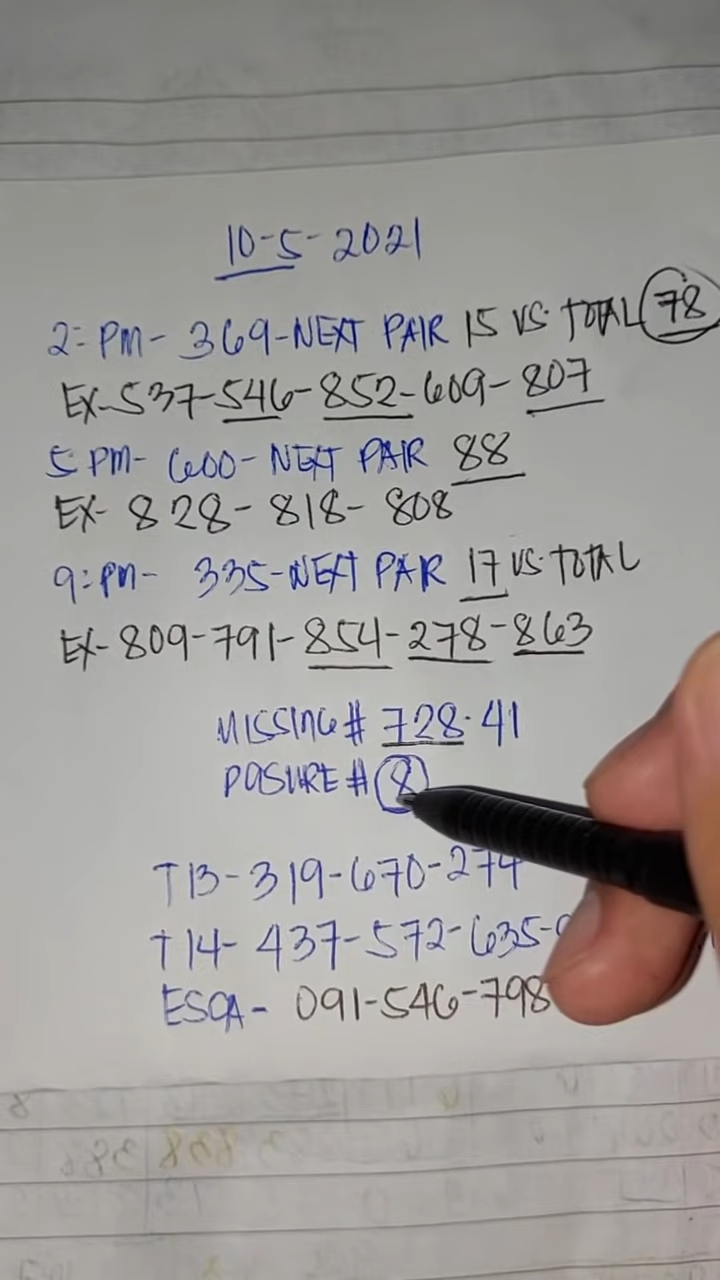 10-5-2021
2:PM- 369-NEXT PAIR 15 VS. TOTAL 78
EX-537-546-852-609-807
5PM- 600- NEXT PAIR 88
EX- 828-818-808
9:PM- 335-NEXT PAIR 17 VS. TOTAL
EX-809-791-854-278-863
MISSING# 728.41
POSURE# 8
T13-319-670-274
T14-437-572-635-
ESCA- 091-546-798